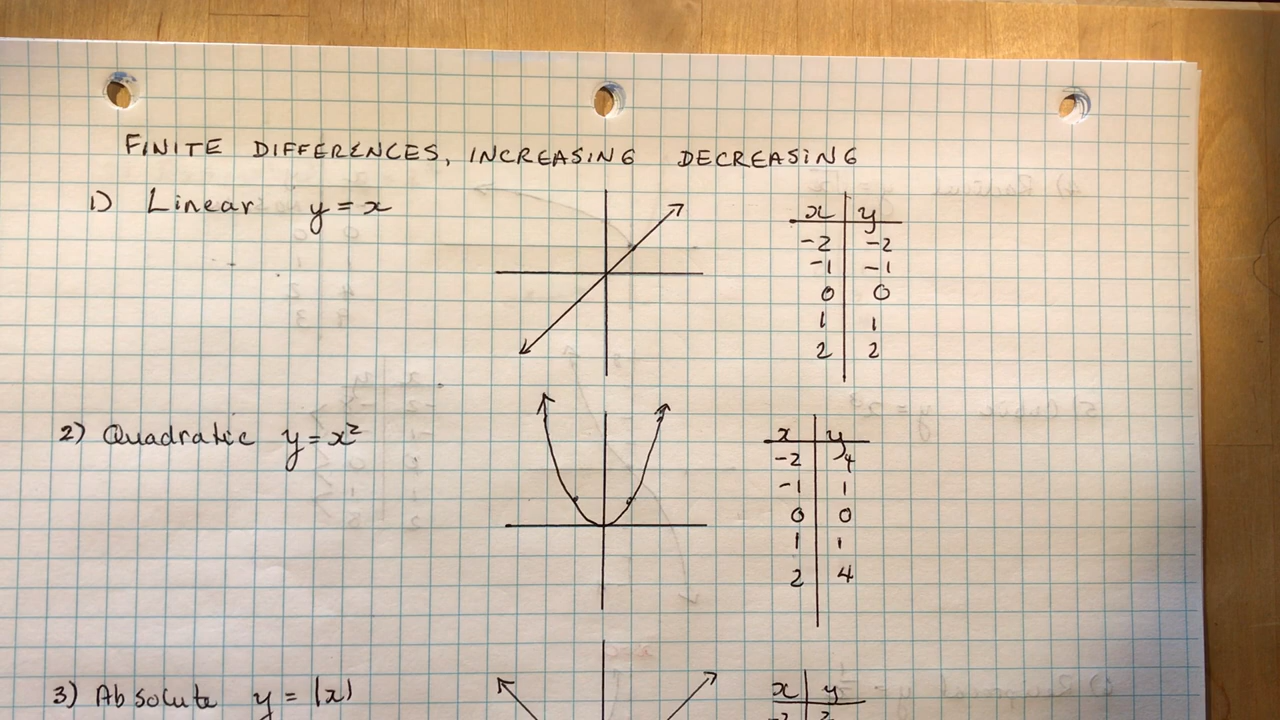 FINITE DIFFERENCES, INCREASING DECREASING
1) Linear y = x
x y
-2 -2
-1 -1
0 0
1 1
2 2
2) Quadratic y = x²
x y
-2 4
-1 1
0 0
1 1
2 4
3) Absolute y = |x|
x y